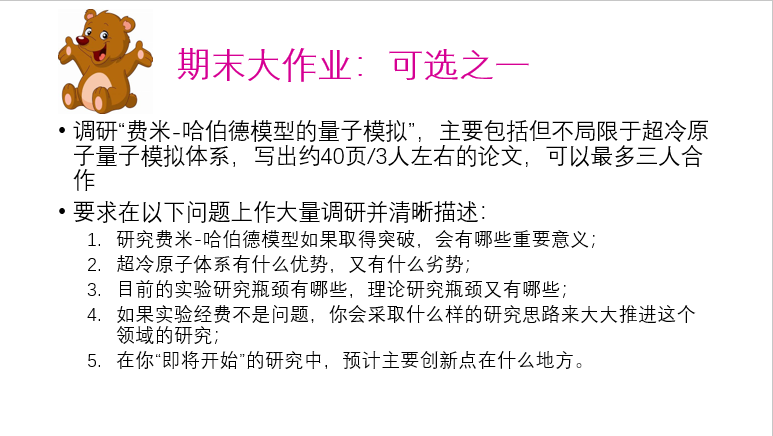 期末大作业：可选之一
• 调研“费米-哈伯德模型的量子模拟”，主要包括但不局限于超冷原
子量子模拟体系，写出约40页/3人左右的论文，可以最多三人合
作
• 要求在以下问题上作大量调研并清晰描述：
1. 研究费米-哈伯德模型如果取得突破，会有哪些重要意义；
2. 超冷原子体系有什么优势，又有什么劣势；
3. 目前的实验研究瓶颈有哪些，理论研究瓶颈又有哪些；
4. 如果实验经费不是问题，你会采取什么样的研究思路来大大推进这个
领域的研究；
5. 在你“即将开始”的研究中，预计主要创新点在什么地方。